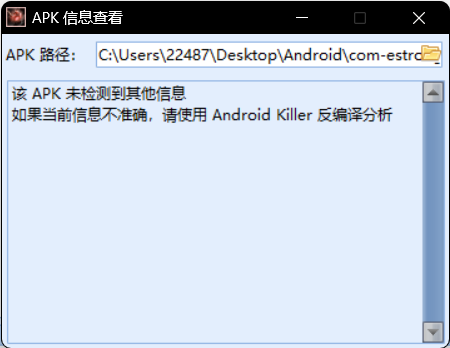 APK 信息查看
APK 路径： C:\Users\22487\Desktop\Android\com-estro
该 APK 未检测到其他信息
如果当前信息不准确，请使用 Android Killer 反编译分析